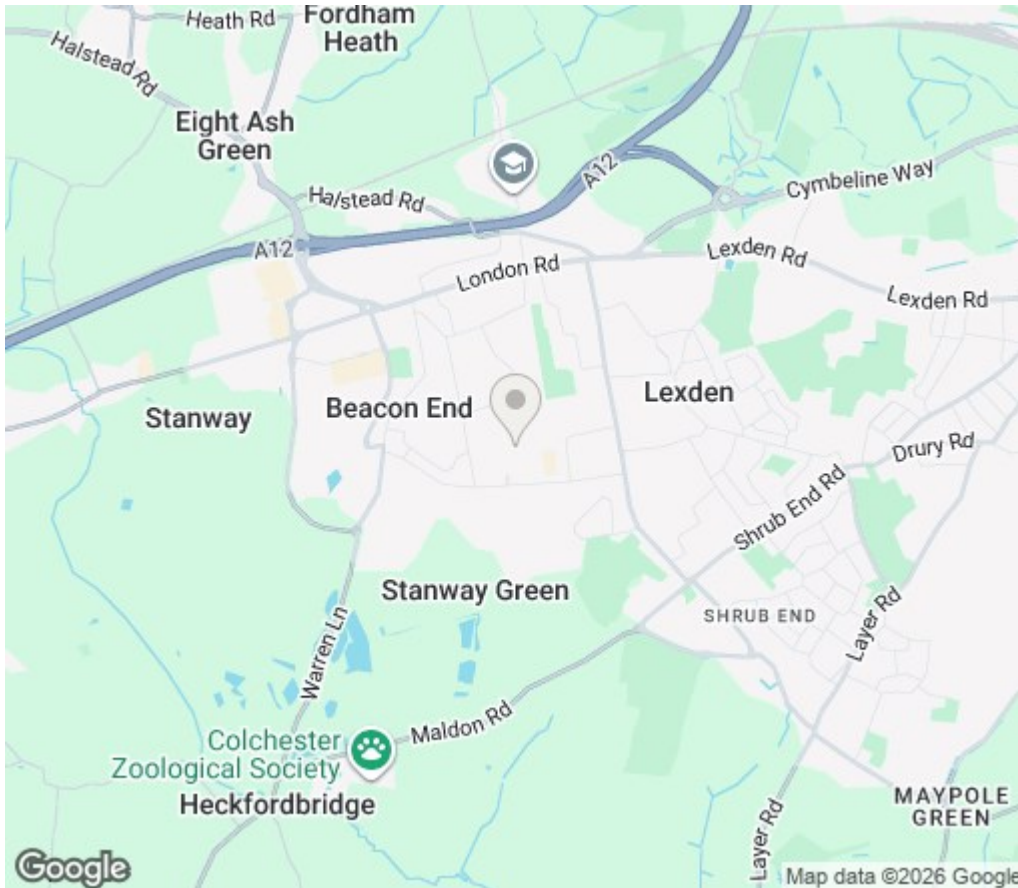 Heath Rd
Fordham
Heath
Halstead Rd
Eight Ash
Green
Halstead Rd
A12
Cymbeline Way
A12
London Rd
Lexden Rd
Lexden Rd
Stanway
Beacon End
Lexden
Drury Rd
Shrub End Rd
Stanway Green
SHRUB END
Warren Ln
Layer Rd
Maldon Rd
Colchester
Zoological Society
Heckfordbridge
MAYPOLE
GREEN
Layer Rd
Google
Map data ©2026 Google